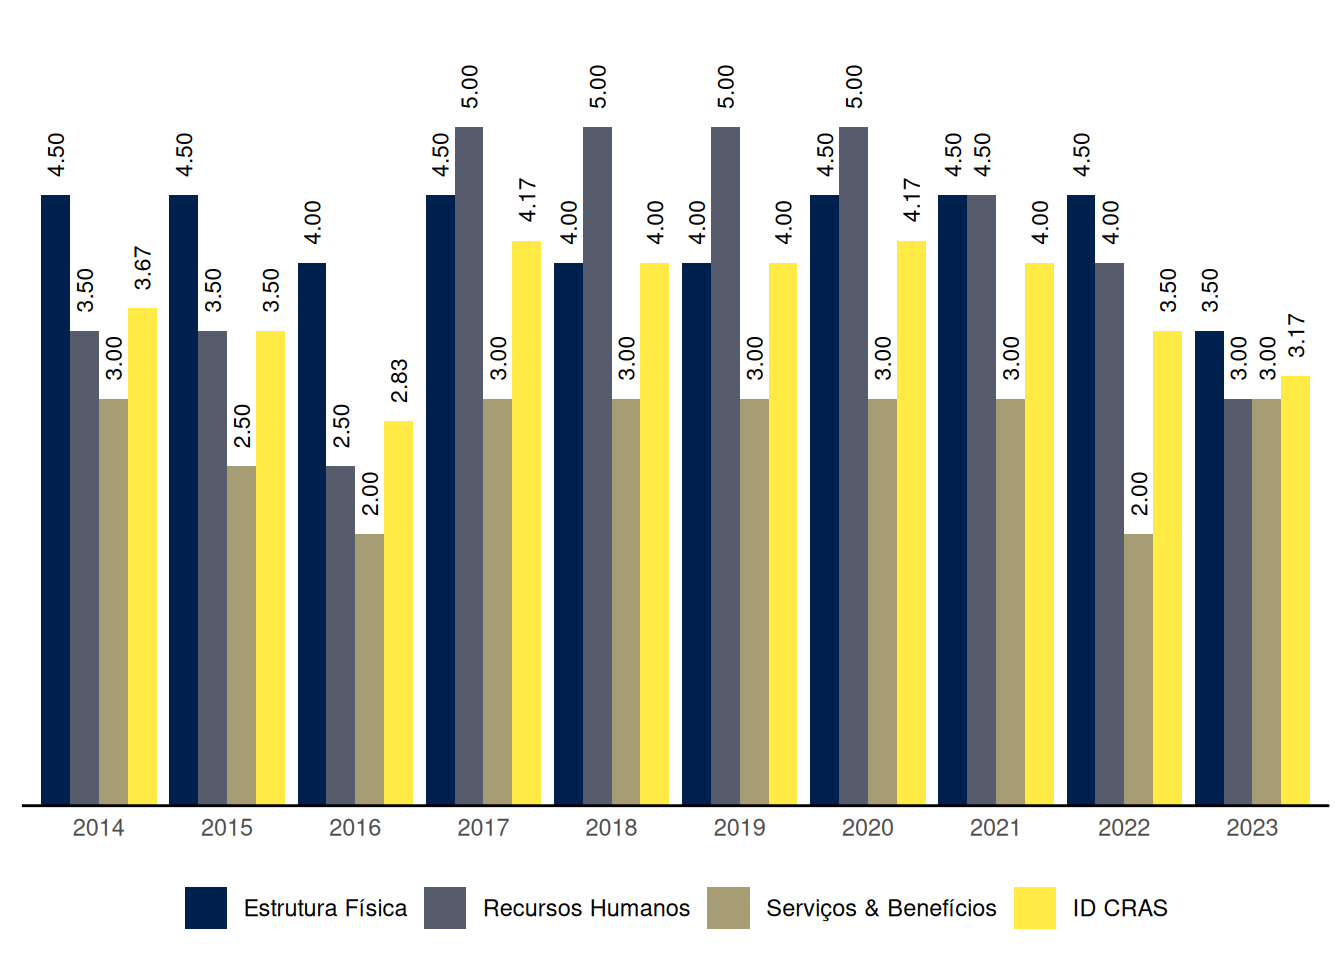 4.50 3.50 3.00 3.67
4.50 3.50 2.50 3.50
4.00 2.50 2.00 2.83
4.50 5.00 3.00 4.17
4.00 5.00 3.00 4.00
4.00 5.00 3.00 4.00
4.50 5.00 3.00 4.17
4.50 4.50 3.00 4.00
4.50 4.00 2.00 3.50
3.50 3.00 3.00 3.17
2014 2015 2016 2017 2018 2019 2020 2021 2022 2023
Estrutura Física Recursos Humanos Serviços & Benefícios ID CRAS